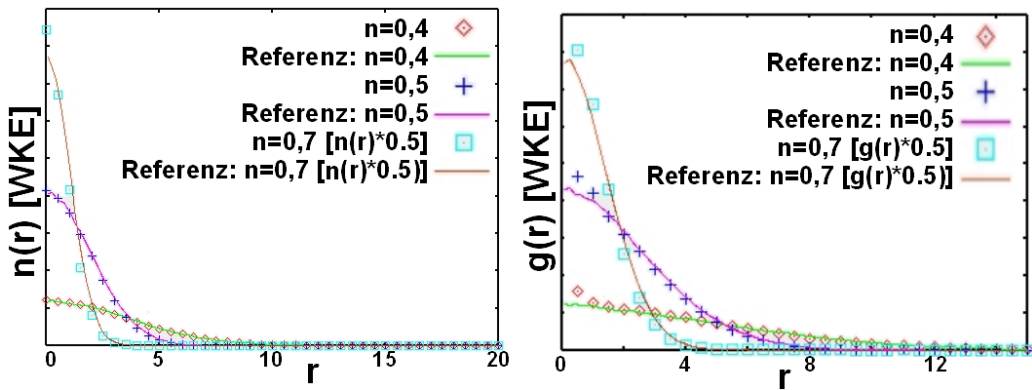 n=0,4
Referenz: n=0,4
n=0,5
Referenz: n=0,5
n=0,7 [n(r)*0.5]
Referenz: n=0,7 [n(r)*0.5)]
n(r) [WKE]
0 5 10 15 20
r
n=0,4
Referenz: n=0,4
n=0,5
Referenz: n=0,5
n=0,7 [g(r)*0.5]
Referenz: n=0,7 [g(r)*0.5)]
g(r) [WKE]
0 4 8 12
r